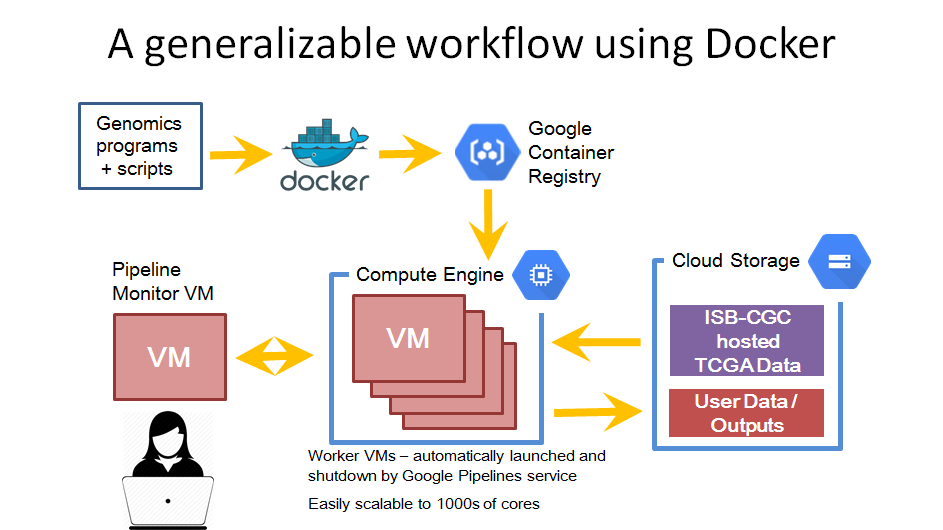 A generalizable workflow using Docker
Genomics
programs
+ scripts
docker
Google
Container
Registry
Pipeline
Monitor VM
VM
Compute Engine
VM
Cloud Storage
ISB-CGC
hosted
TCGA Data
User Data /
Outputs
Worker VMs – automatically launched and
shutdown by Google Pipelines service
Easily scalable to 1000s of cores